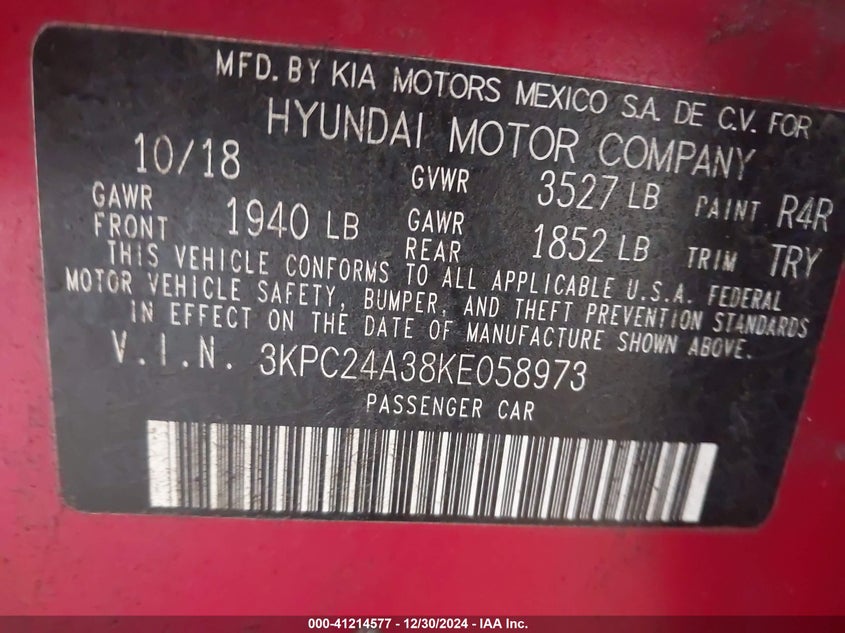 MFD. BY KIA MOTORS MEXICO S.A. DE C.V. FOR
HYUNDAI MOTOR COMPANY
10/18 GVWR 3527 LB PAINT R4R
GAWR FRONT 1940 LB GAWR REAR 1852 LB TRIM TRY
THIS VEHICLE CONFORMS TO ALL APPLICABLE U.S.A. FEDERAL
MOTOR VEHICLE SAFETY, BUMPER, AND THEFT PREVENTION STANDARDS
IN EFFECT ON THE DATE OF MANUFACTURE SHOWN ABOVE.
V.I.N. 3KPC24A38KE058973
PASSENGER CAR
000-41214577 - 12/30/2024 - IAA Inc.